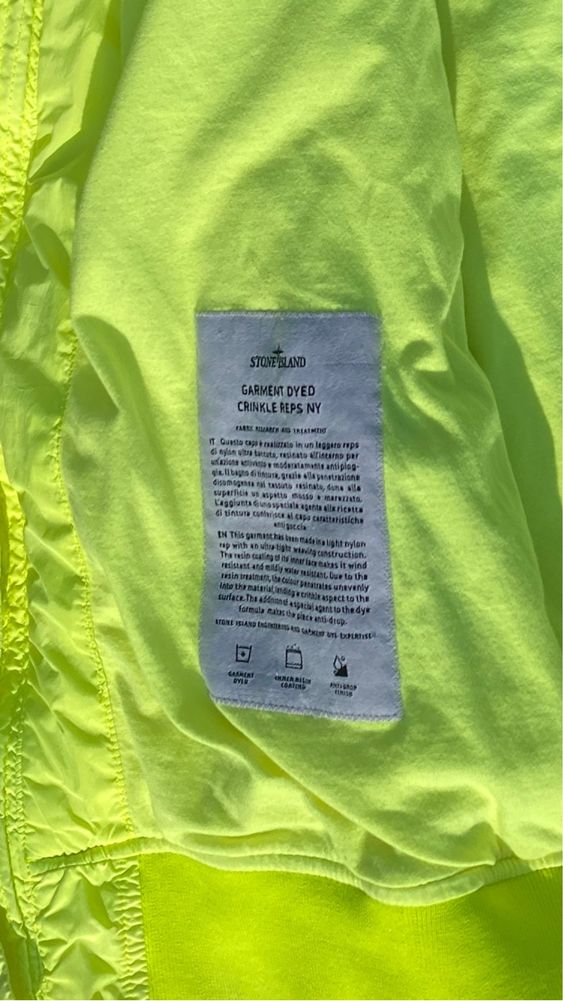 STONE ISLAND
GARMENT DYED
CRINKLE REPS NY
FABRIC RESEARCH AND TREATMENT
IT Questo capo è realizzato in un leggero reps
di nylon ultra battuto, resinato all'interno per
un'azione antivento e moderatamente antipiog-
gia. Il bagno di tintura, grazie alla penetrazione
disomogenea nel tessuto resinato, dona alla
superficie un aspetto mosso e marezzato.
L'aggiunta di uno speciale agente alla ricetta
di tintura conferisce al capo caratteristiche
antigoccia
EN This garment has been made in a light nylon
rep with an ultra-tight weaving construction.
The resin coating of its inner face makes it wind
resistant and mildly water resistant. Due to the
resin treatment, the colour penetrates unevenly
into the material, lending a crinkle aspect to the
surface. The addition of a special agent to the dye
formula makes the piece anti-drop.
STONE ISLAND ENGINEERING AND GARMENT DYE EXPERTISE
GARMENT INNER RESIN ANTI-DROP
DYED COATING FINISH